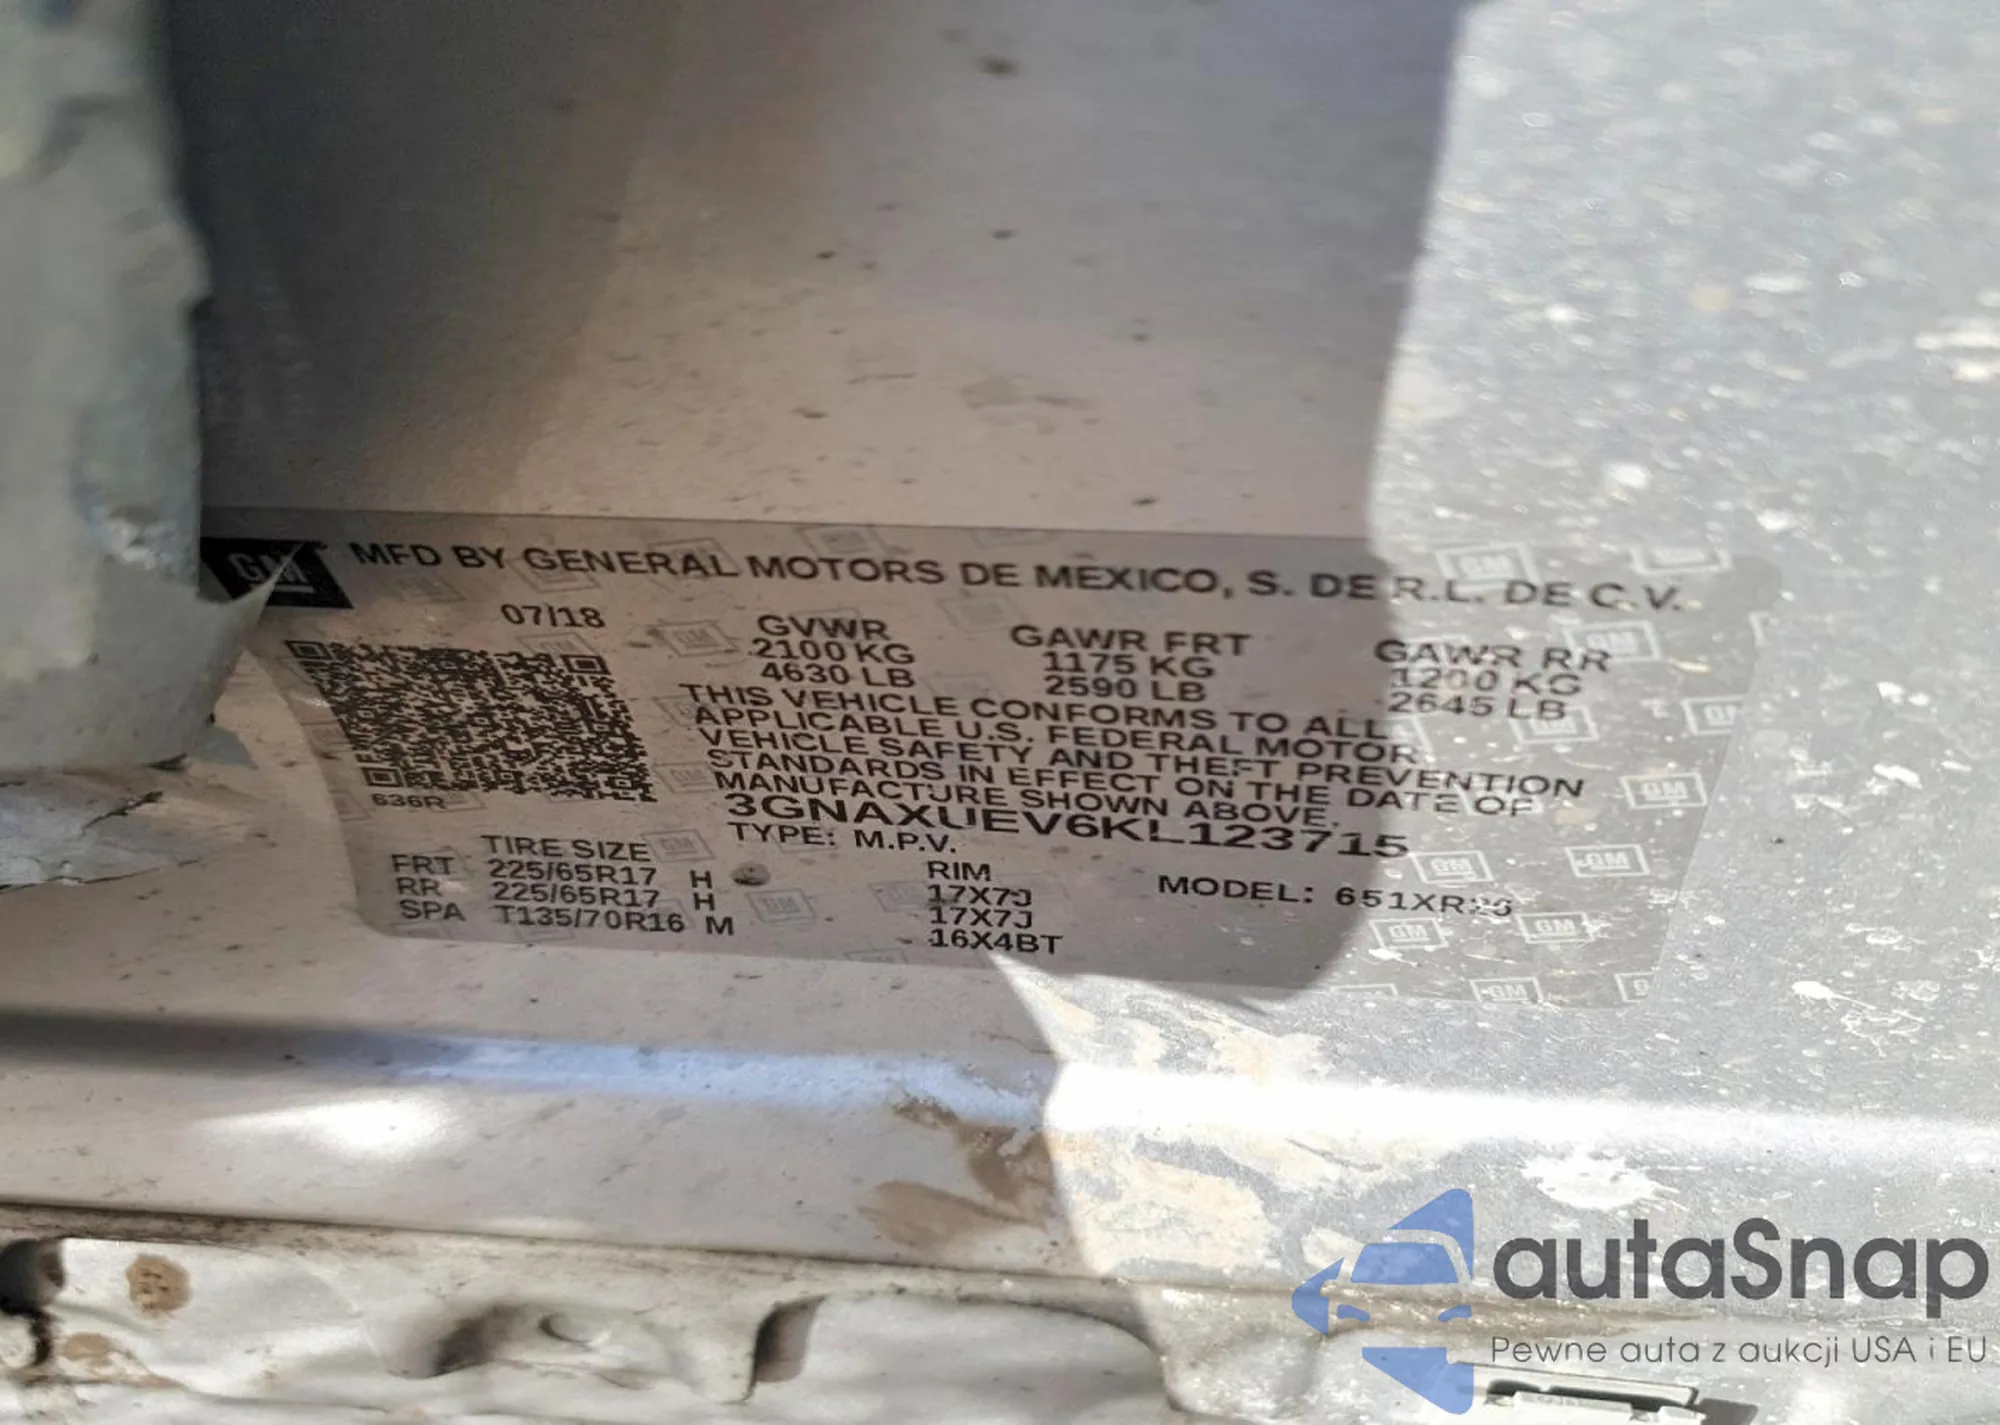 GM MFD BY GENERAL MOTORS DE MEXICO, S. DE R.L. DE C.V.
07/18
GVWR GAWR FRT GAWR RR
2100 KG 1175 KG 1200 KG
4630 LB 2590 LB 2645 LB
THIS VEHICLE CONFORMS TO ALL
APPLICABLE U.S. FEDERAL MOTOR
VEHICLE SAFETY AND THEFT PREVENTION
STANDARDS IN EFFECT ON THE DATE OF
MANUFACTURE SHOWN ABOVE.
636R
3GNAXUEV6KL123715
TYPE: M.P.V.
TIRE SIZE RIM MODEL:
FRT 225/65R17 H 17X7J
RR 225/65R17 H 17X7J
SPA T135/70R16 M 16X4BT
autaSnap
Pewne auta z aukcji USA i EU